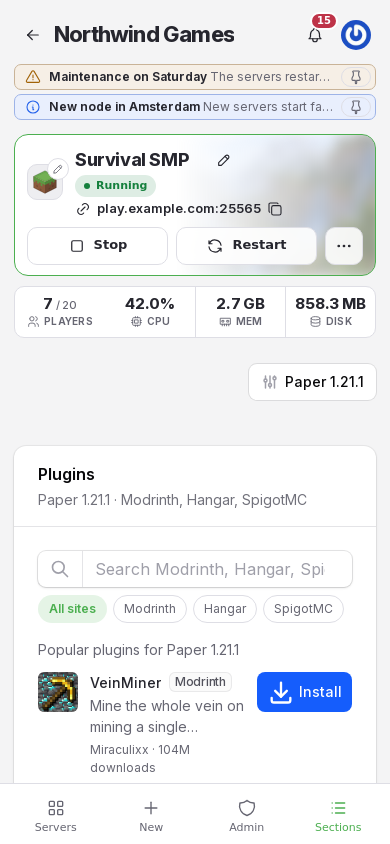 Northwind Games
15
Maintenance on Saturday The servers restar…
New node in Amsterdam New servers start fa…
Survival SMP
Running
play.example.com:25565
Stop
Restart
7 / 20
PLAYERS
42.0%
CPU
2.7 GB
MEM
858.3 MB
DISK
Paper 1.21.1
Plugins
Paper 1.21.1 · Modrinth, Hangar, SpigotMC
Search Modrinth, Hangar, Spi
All sites
Modrinth
Hangar
SpigotMC
Popular plugins for Paper 1.21.1
VeinMiner
Modrinth
Mine the whole vein on
mining a single…
Miraculixx · 104M
downloads
Install
Servers
New
Admin
Sections